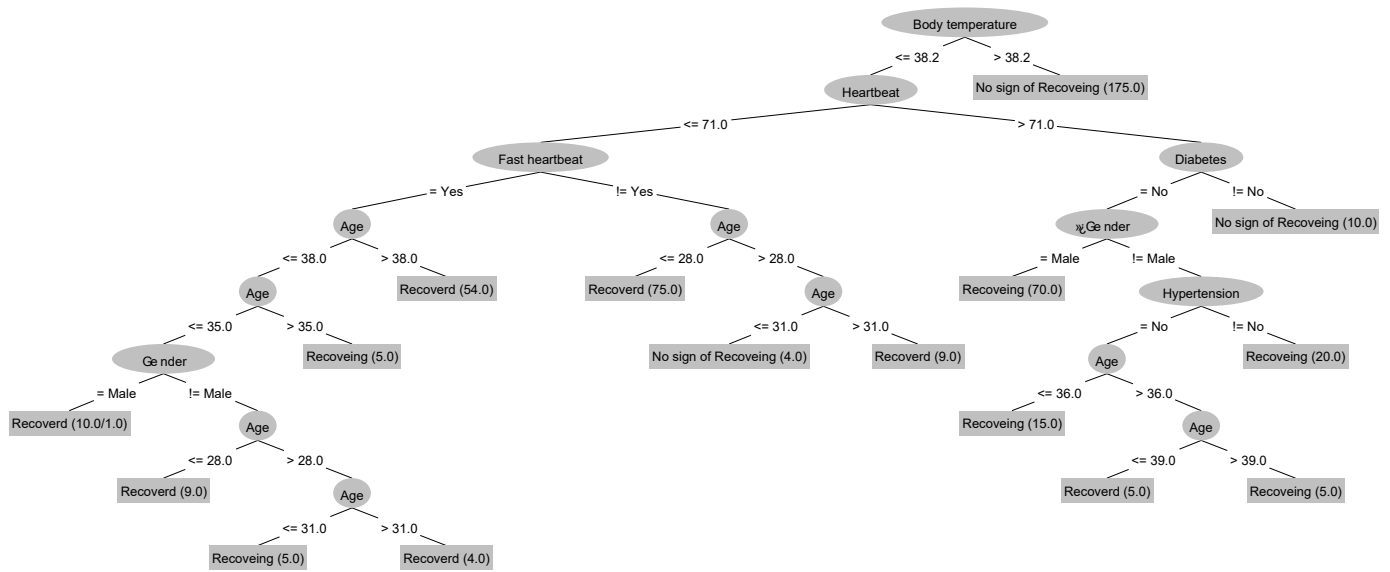 Body temperature
<= 38.2 > 38.2
Heartbeat No sign of Recoveing (175.0)
<= 71.0 > 71.0
Fast heartbeat Diabetes
= Yes != Yes = No != No
Age Age Gender No sign of Recoveing (10.0)
<= 38.0 > 38.0 <= 28.0 > 28.0 = Male != Male
Age Recoverd (54.0) Recoverd (75.0) Age Recoveing (70.0) Hypertension
<= 35.0 > 35.0 <= 31.0 > 31.0 = No != No
Gender Recoveing (5.0) No sign of Recoveing (4.0) Recoverd (9.0) Age Recoveing (20.0)
= Male != Male <= 36.0 > 36.0
Recoverd (10.0/1.0) Age Recoveing (15.0) Age
<= 28.0 > 28.0 <= 39.0 > 39.0
Recoverd (9.0) Age Recoverd (5.0) Recoveing (5.0)
<= 31.0 > 31.0
Recoveing (5.0) Recoverd (4.0)